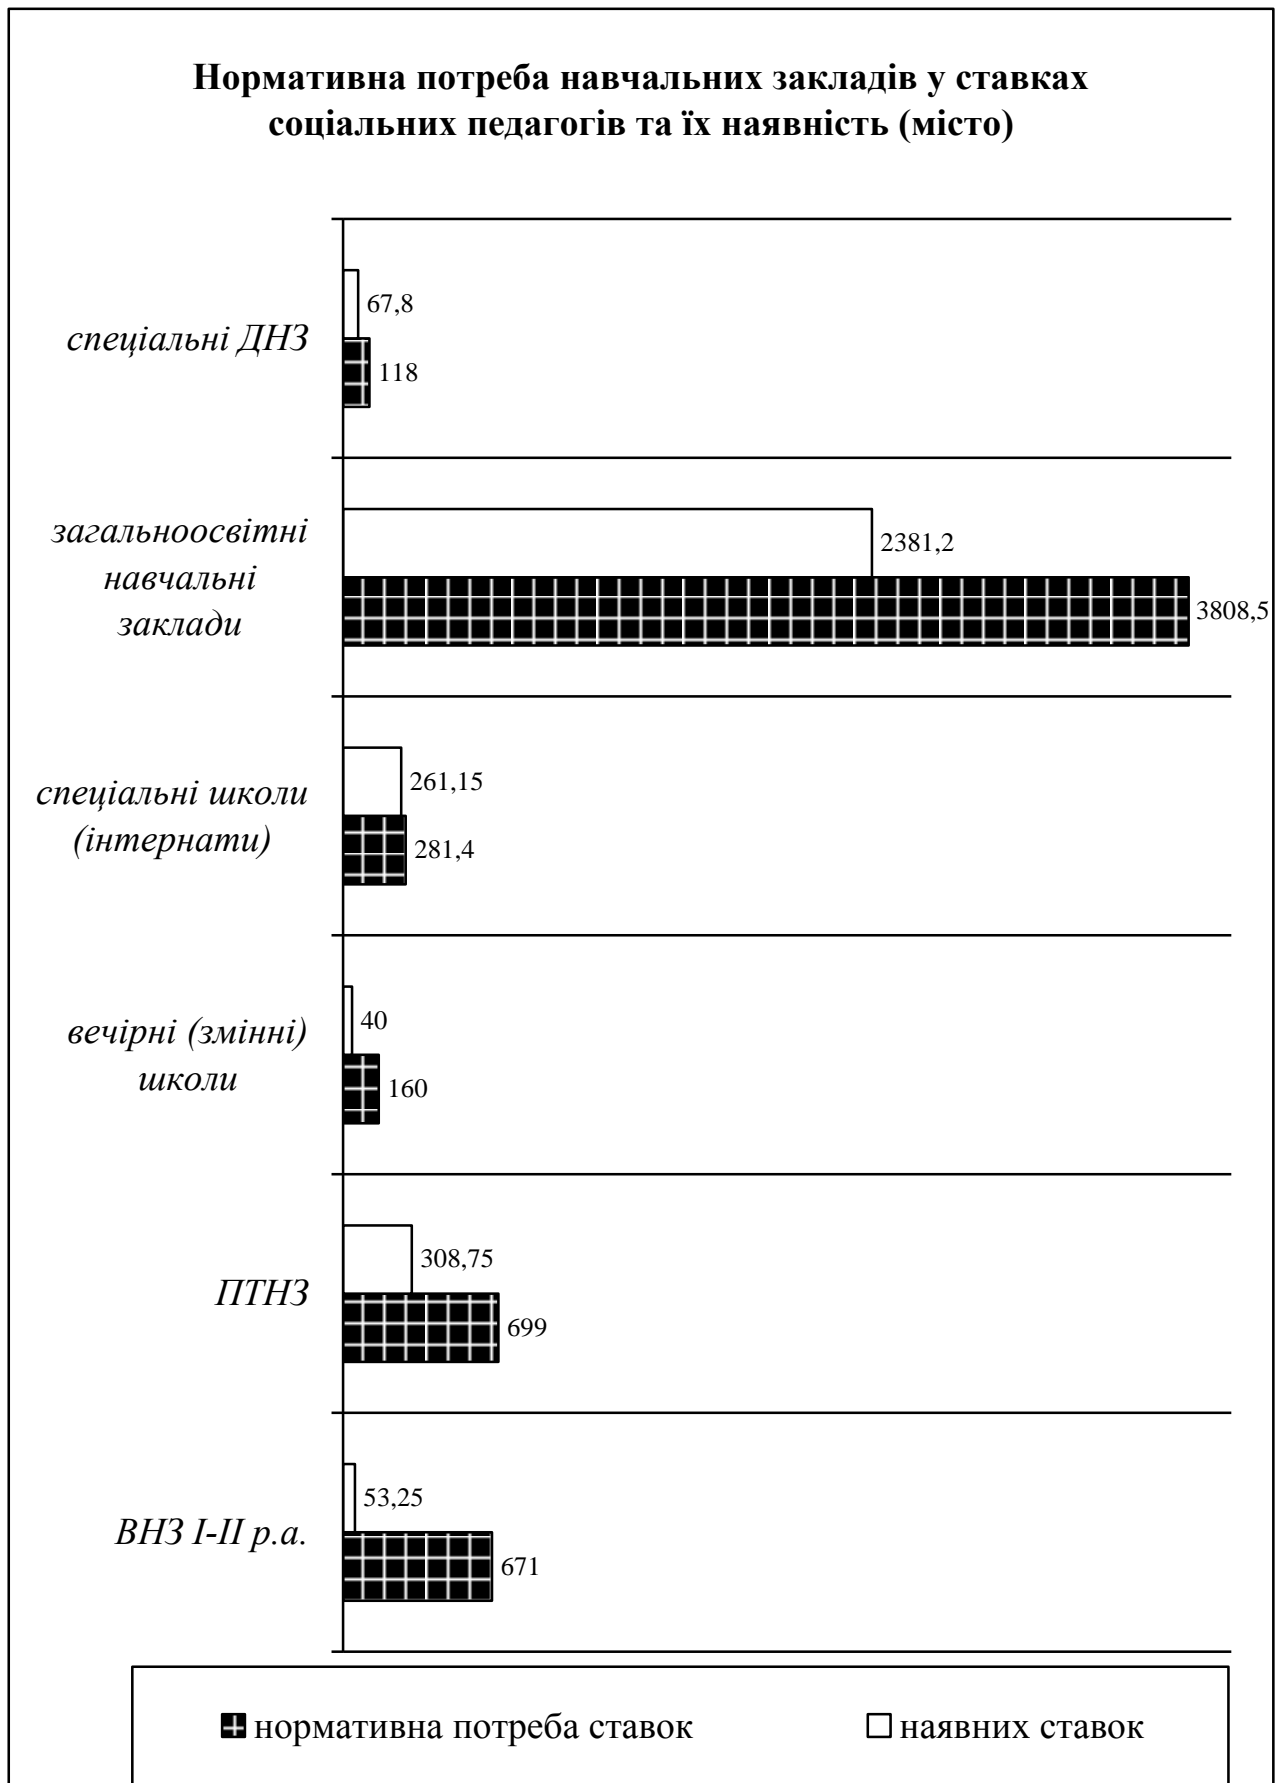 Нормативна потреба навчальних закладів у ставках
соціальних педагогів та їх наявність (місто)
спеціальні ДНЗ
67,8
118
загальноосвітні
навчальні
заклади
2381,2
3808,5
спеціальні школи
(інтернати)
261,15
281,4
вечірні (змінні)
школи
40
160
ПТНЗ
308,75
699
ВНЗ І-ІІ р.а.
53,25
671
нормативна потреба ставок
наявних ставок